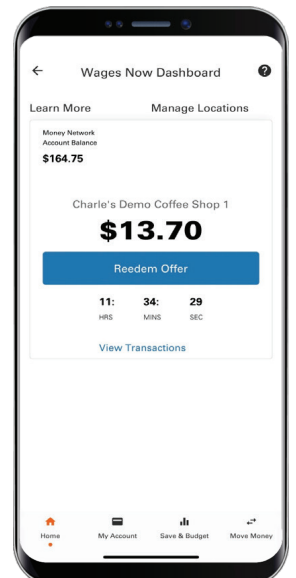 Wages Now Dashboard ?
Learn More Manage Locations
Money Network
Account Balance
$164.75
Charle's Demo Coffee Shop 1
$13.70
Reedem Offer
11: 34: 29
HRS MINS SEC
View Transactions
Home My Account Save & Budget Move Money